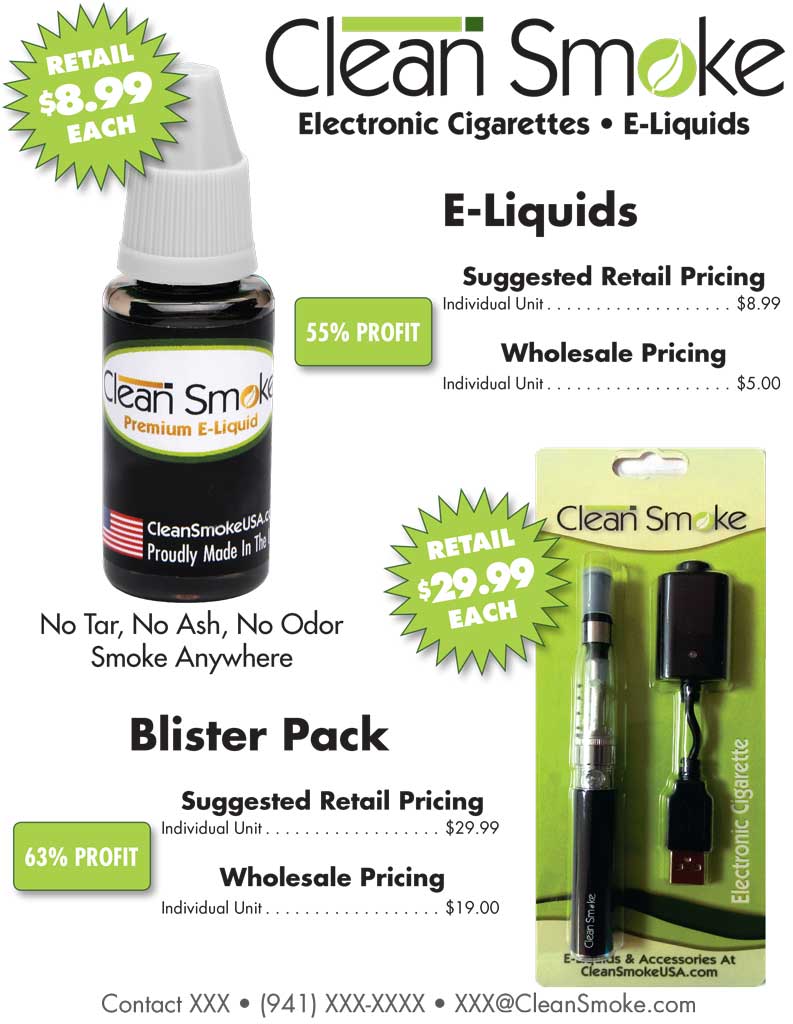 RETAIL
$8.99
EACH
Clean Smoke
Electronic Cigarettes • E-Liquids
E-Liquids
Suggested Retail Pricing
Individual Unit . . . . . . . . . . . . . . . . . . . $8.99
55% PROFIT
Wholesale Pricing
Individual Unit . . . . . . . . . . . . . . . . . . . $5.00
Clean Smoke
Premium E-Liquid
CleanSmokeUSA.c
Proudly Made In The
No Tar, No Ash, No Odor
Smoke Anywhere
RETAIL
$29.99
EACH
Clean Smoke
Electronic Cigarette
Clean Smoke
E-Liquids & Accessories At
CleanSmokeUSA.com
Blister Pack
Suggested Retail Pricing
Individual Unit . . . . . . . . . . . . . . . . . . $29.99
63% PROFIT
Wholesale Pricing
Individual Unit . . . . . . . . . . . . . . . . . . $19.00
Contact XXX • (941) XXX-XXXX • XXX@CleanSmoke.com